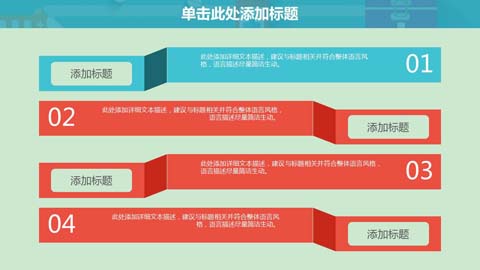 单击此处添加标题
添加标题
此处添加详细文本描述，建议与标题相关并符合整体语言风
格，语言描述尽量简洁生动。
01
02
此处添加详细文本描述，建议与标题相关并符合整体语言风格，
语言描述尽量简洁生动。
添加标题
添加标题
此处添加详细文本描述，建议与标题相关并符合整体语言风格，
语言描述尽量简洁生动。
03
04
此处添加详细文本描述，建议与标题相关并符合整体语言风
格，语言描述尽量简洁生动。
添加标题